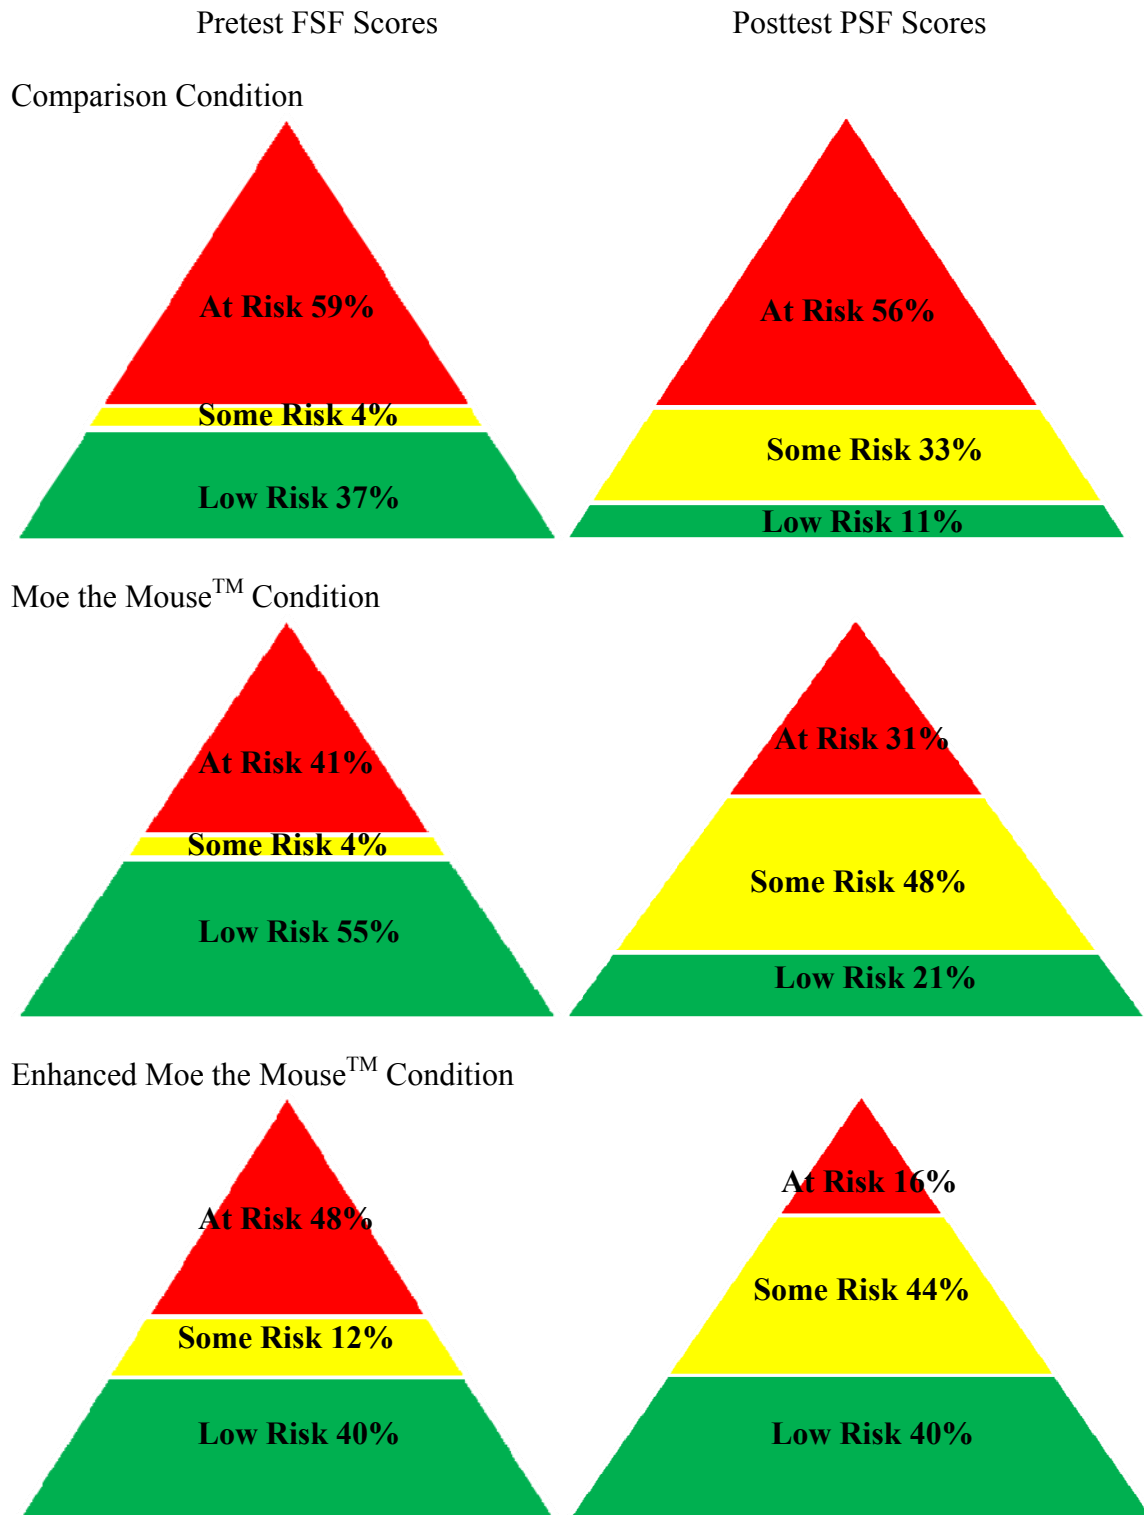 Pretest FSF Scores
Posttest PSF Scores
Comparison Condition
At Risk 59%
Some Risk 4%
Low Risk 37%
At Risk 56%
Some Risk 33%
Low Risk 11%
Moe the Mouse™ Condition
At Risk 41%
Some Risk 4%
Low Risk 55%
At Risk 31%
Some Risk 48%
Low Risk 21%
Enhanced Moe the Mouse™ Condition
At Risk 48%
Some Risk 12%
Low Risk 40%
At Risk 16%
Some Risk 44%
Low Risk 40%